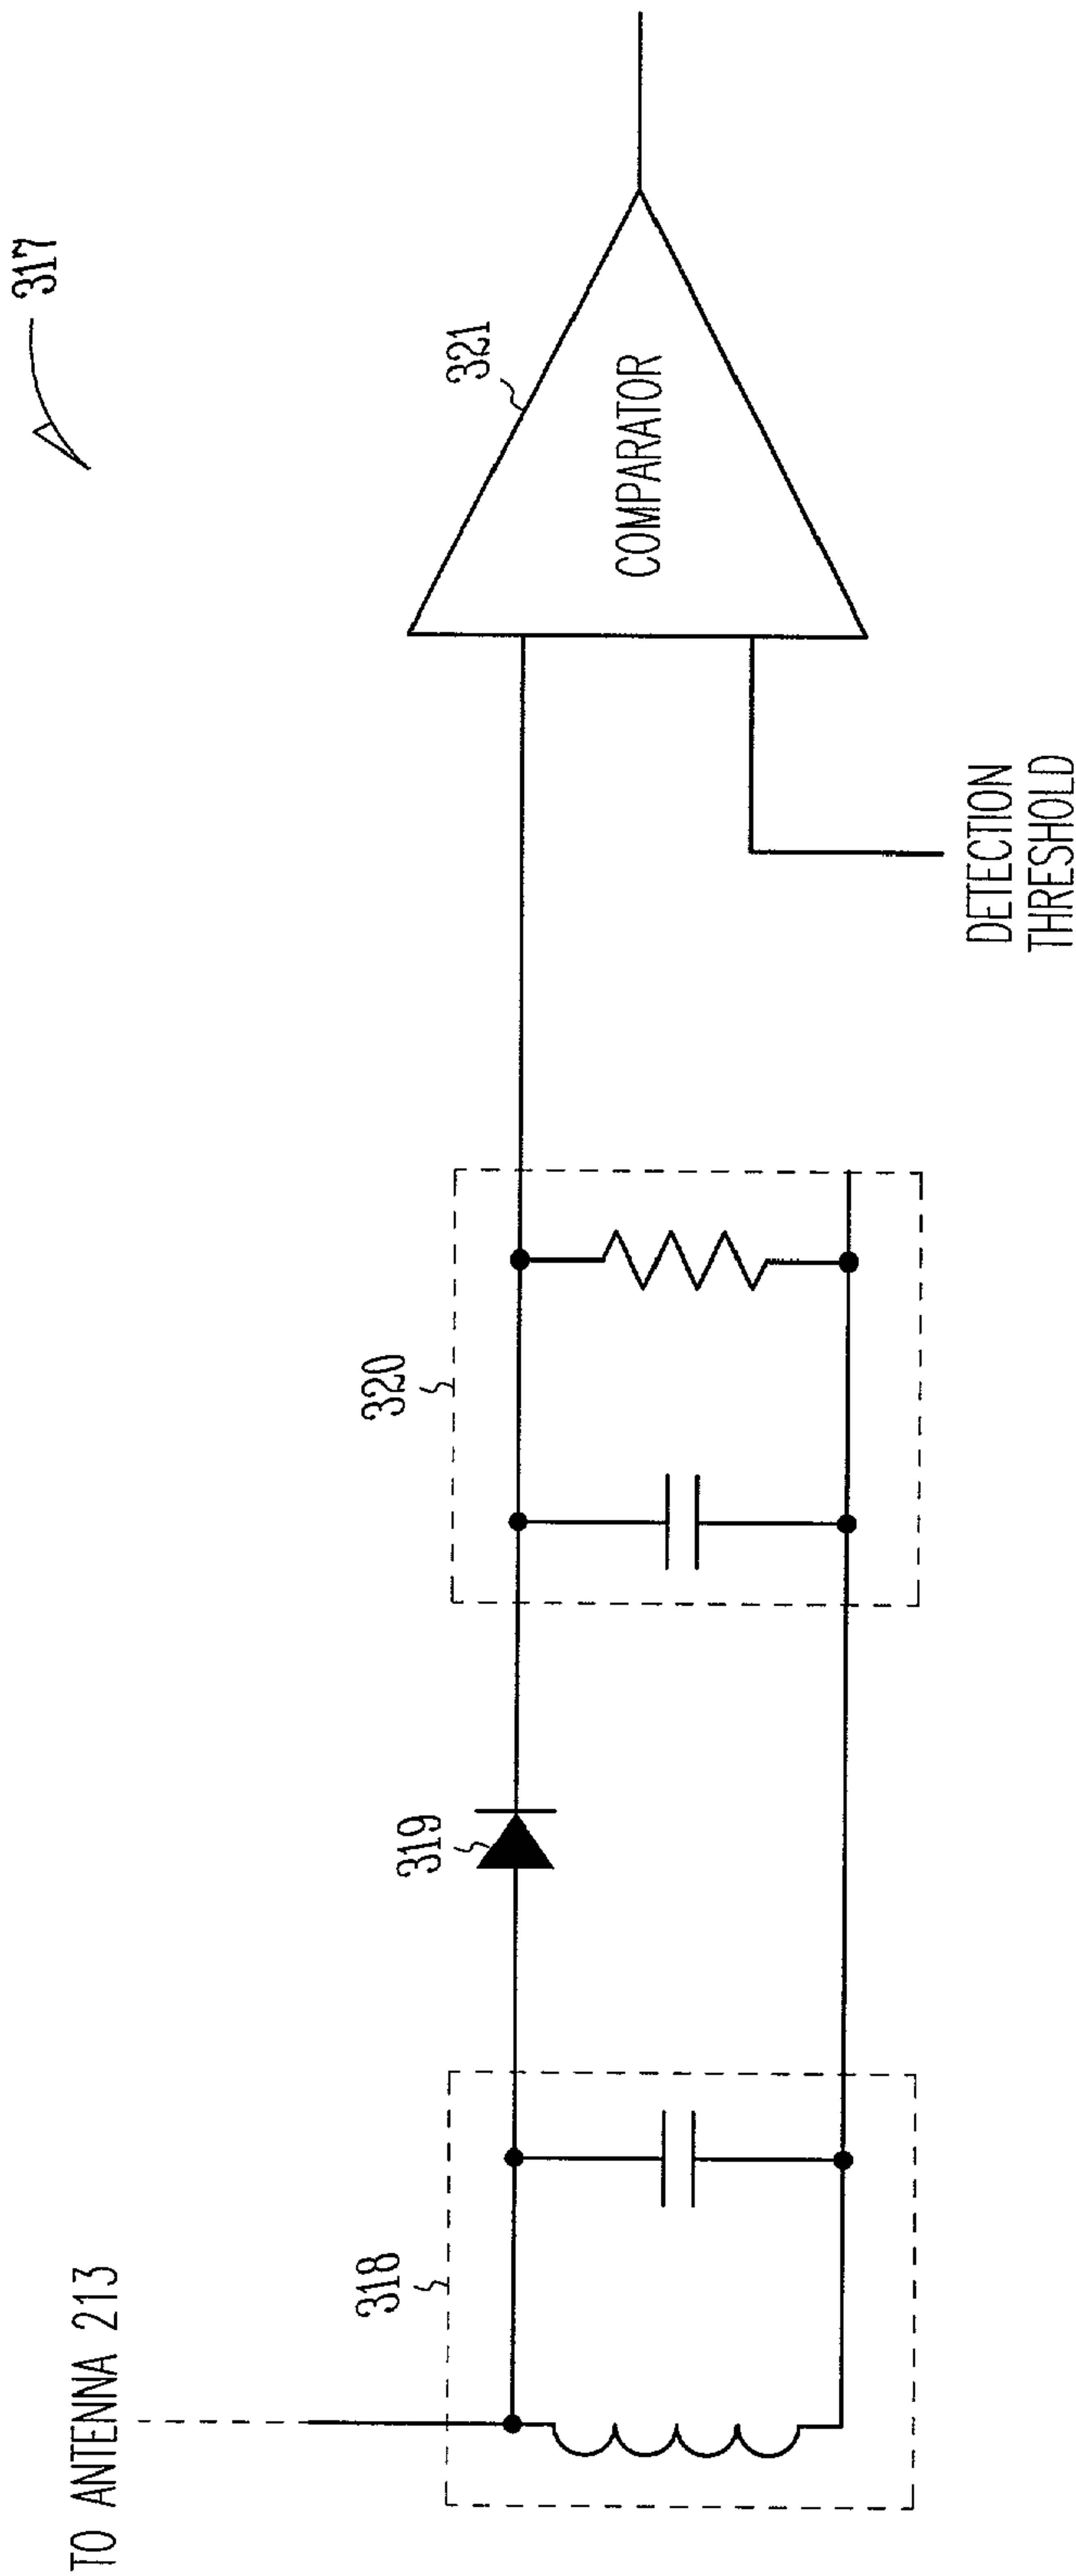 317
321
COMPARATOR
DETECTION
THRESHOLD
320
319
318
TO ANTENNA 213